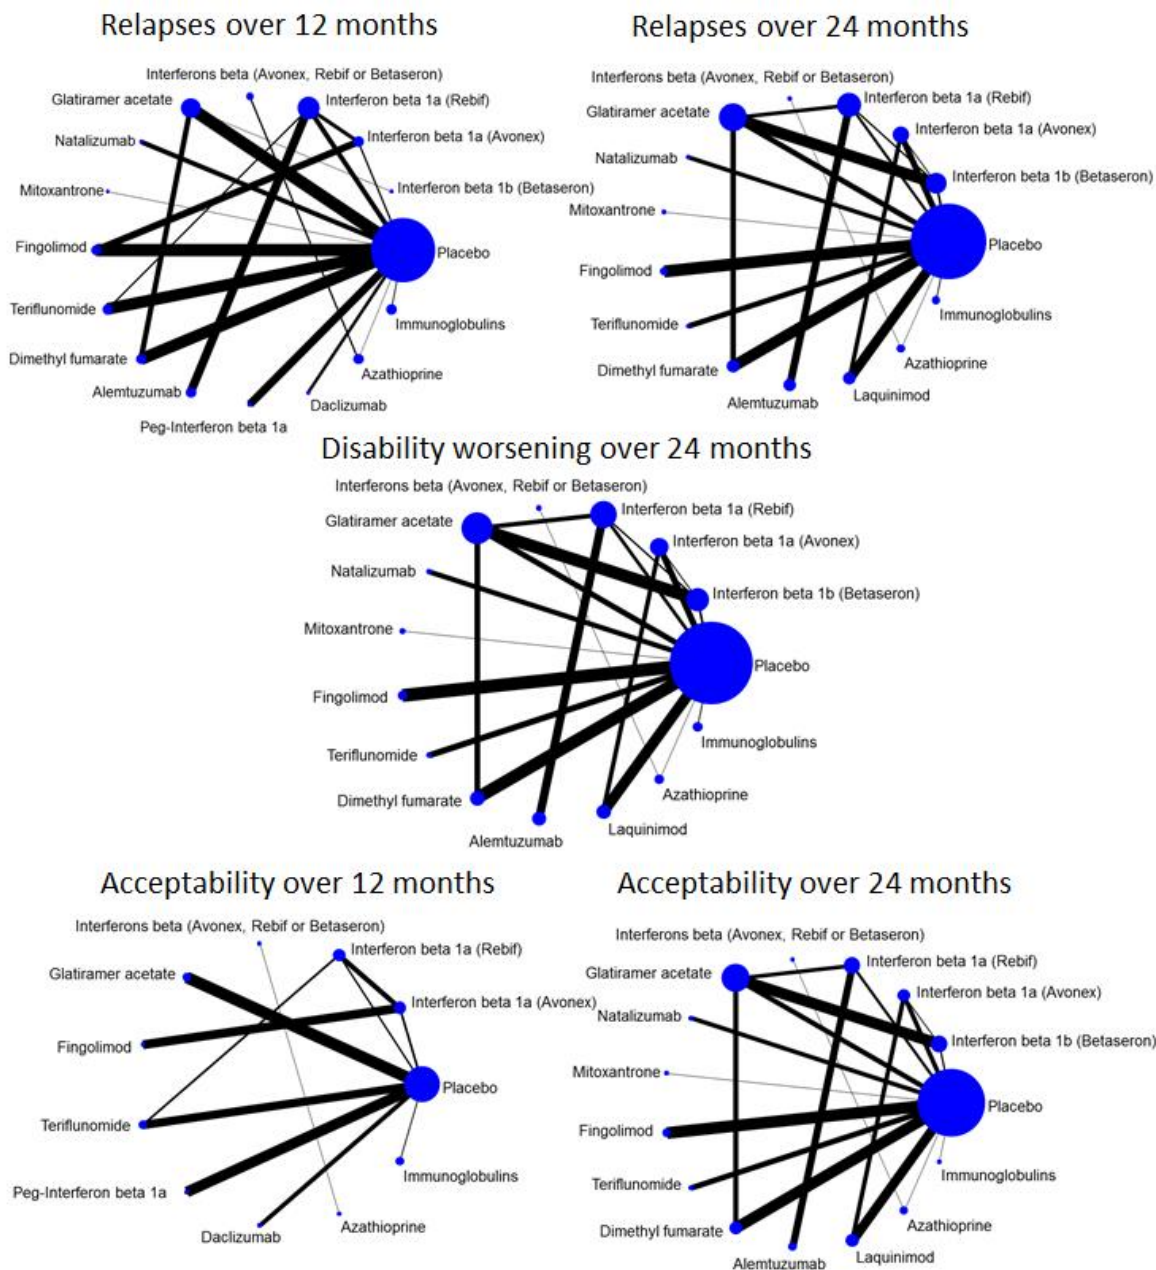 Relapses over 12 months
Interferons beta (Avonex, Rebif or Betaseron)
Glatiramer acetate
Interferon beta 1a (Rebif)
Natalizumab
Interferon beta 1a (Avonex)
Mitoxantrone
Interferon beta 1b (Betaseron)
Fingolimod
Placebo
Teriflunomide
Immunoglobulins
Dimethyl fumarate
Azathioprine
Alemtuzumab
Daclizumab
Peg-Interferon beta 1a
Relapses over 24 months
Interferons beta (Avonex, Rebif or Betaseron)
Interferon beta 1a (Rebif)
Glatiramer acetate
Interferon beta 1a (Avonex)
Natalizumab
Interferon beta 1b (Betaseron)
Mitoxantrone
Placebo
Fingolimod
Immunoglobulins
Teriflunomide
Azathioprine
Dimethyl fumarate
Laquinimod
Alemtuzumab
Disability worsening over 24 months
Interferons beta (Avonex, Rebif or Betaseron)
Interferon beta 1a (Rebif)
Glatiramer acetate
Interferon beta 1a (Avonex)
Natalizumab
Interferon beta 1b (Betaseron)
Mitoxantrone
Placebo
Fingolimod
Immunoglobulins
Teriflunomide
Azathioprine
Dimethyl fumarate
Laquinimod
Alemtuzumab
Acceptability over 12 months
Interferons beta (Avonex, Rebif or Betaseron)
Interferon beta 1a (Rebif)
Glatiramer acetate
Interferon beta 1a (Avonex)
Fingolimod
Placebo
Teriflunomide
Immunoglobulins
Peg-Interferon beta 1a
Azathioprine
Daclizumab
Acceptability over 24 months
Interferons beta (Avonex, Rebif or Betaseron)
Interferon beta 1a (Rebif)
Glatiramer acetate
Interferon beta 1a (Avonex)
Natalizumab
Interferon beta 1b (Betaseron)
Mitoxantrone
Placebo
Fingolimod
Immunoglobulins
Teriflunomide
Azathioprine
Dimethyl fumarate
Laquinimod
Alemtuzumab